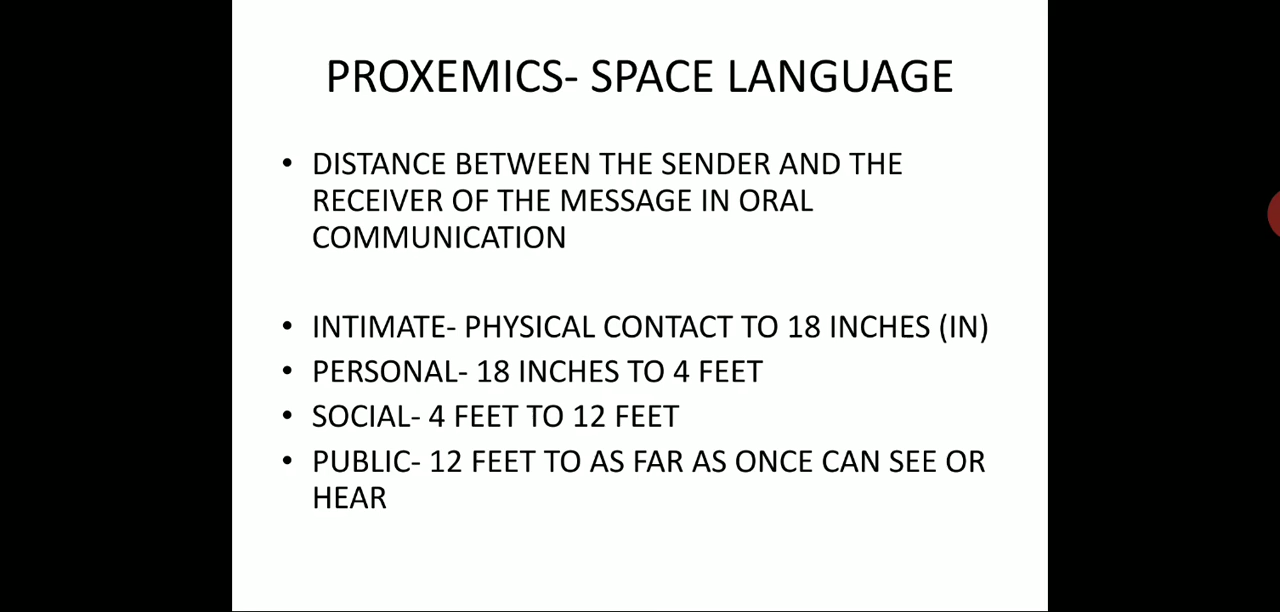 PROXEMICS- SPACE LANGUAGE
• DISTANCE BETWEEN THE SENDER AND THE
RECEIVER OF THE MESSAGE IN ORAL
COMMUNICATION
• INTIMATE- PHYSICAL CONTACT TO 18 INCHES (IN)
• PERSONAL- 18 INCHES TO 4 FEET
• SOCIAL- 4 FEET TO 12 FEET
• PUBLIC- 12 FEET TO AS FAR AS ONCE CAN SEE OR
HEAR